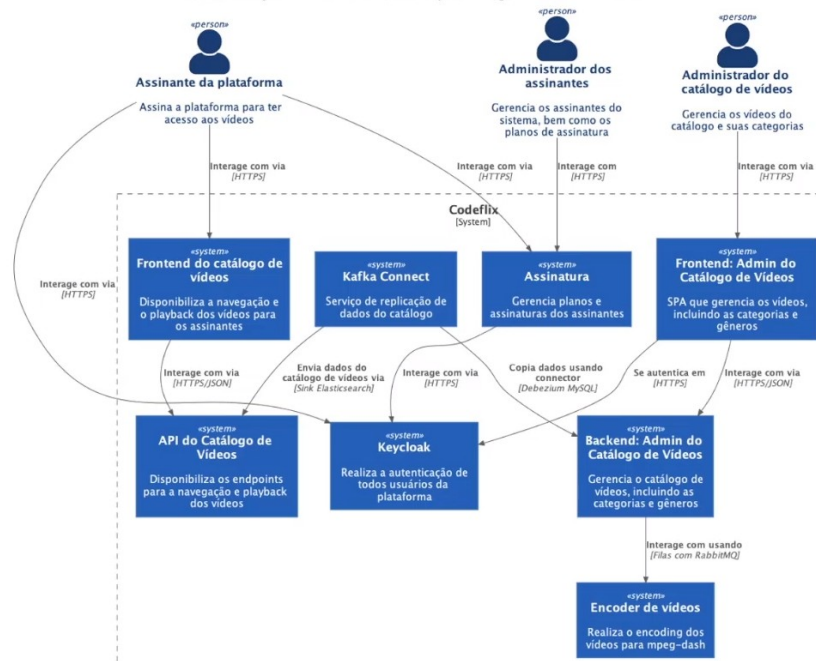 «person»
Assinante da plataforma
Assina a plataforma para ter
acesso aos vídeos
«person»
Administrador dos
assinantes
Gerencia os assinantes do
sistema, bem como os
planos de assinatura
«person»
Administrador do
catálogo de vídeos
Gerencia os vídeos do
catálogo e suas categorias
Interage com via
[HTTPS]
Interage com via
[HTTPS]
Interage com
[HTTPS]
Interage com via
[HTTPS]
Codeflix
[System]
Interage com via
[HTTPS]
«system»
Frontend do catálogo de
vídeos
Disponibiliza a navegação e
o playback dos vídeos para
os assinantes
«system»
Kafka Connect
Serviço de replicação de
dados do catálogo
«system»
Assinatura
Gerencia planos e
assinaturas dos assinantes
«system»
Frontend: Admin do
Catálogo de Vídeos
SPA que gerencia os vídeos,
incluindo as categorias e
gêneros
Interage com via
[HTTPS/JSON]
Envia dados do
catálogo de vídeos via
[Sink Elasticsearch]
Interage com via
[HTTPS]
Copia dados usando
connector
[Debezium MySQL]
Se autentica em
[HTTPS]
Interage com via
[HTTPS/JSON]
«system»
API do Catálogo de
Vídeos
Disponibiliza os endpoints
para a navegação e playback
dos vídeos
«system»
Keycloak
Realiza a autenticação de
todos usuários da
plataforma
«system»
Backend: Admin do
Catálogo de Vídeos
Gerencia o catálogo de
vídeos, incluindo as
categorias e gêneros
Interage com usando
[Filas com RabbitMQ]
«system»
Encoder de vídeos
Realiza o encoding dos
vídeos para mpeg-dash